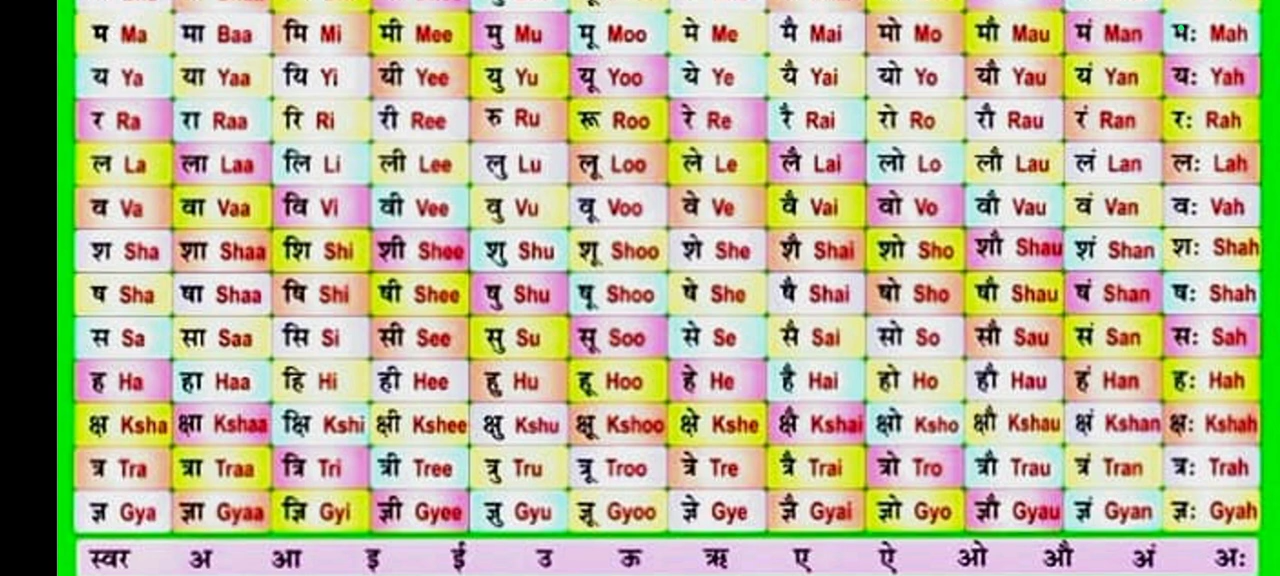 म Ma मा Baa मि Mi मी Mee मु Mu मू Moo मे Me मै Mai मो Mo मौ Mau मं Man मः Mah
य Ya या Yaa यि Yi यी Yee यु Yu यू Yoo ये Ye यै Yai यो Yo यौ Yau यं Yan यः Yah
र Ra रा Raa रि Ri री Ree रु Ru रू Roo रे Re रै Rai रो Ro रौ Rau रं Ran रः Rah
ल La ला Laa लि Li ली Lee लु Lu लू Loo ले Le लै Lai लो Lo लौ Lau लं Lan लः Lah
व Va वा Vaa वि Vi वी Vee वु Vu वू Voo वे Ve वै Vai वो Vo वौ Vau वं Van वः Vah
श Sha शा Shaa शि Shi शी Shee शु Shu शू Shoo शे She शै Shai शो Sho शौ Shau शं Shan शः Shah
ष Sha षा Shaa षि Shi षी Shee षु Shu षू Shoo षे She षै Shai षो Sho षौ Shau षं Shan षः Shah
स Sa सा Saa सि Si सी See सु Su सू Soo से Se सै Sai सो So सौ Sau सं San सः Sah
ह Ha हा Haa हि Hi ही Hee हु Hu हू Hoo हे He है Hai हो Ho हौ Hau हं Han हः Hah
क्ष Ksha क्षा Kshaa क्षि Kshi क्षी Kshee क्षु Kshu क्षू Kshoo क्षे Kshe क्षै Kshai क्षो Ksho क्षौ Kshau क्षं Kshan क्षः Kshah
त्र Tra त्रा Traa त्रि Tri त्री Tree त्रु Tru त्रू Troo त्रे Tre त्रै Trai त्रो Tro त्रौ Trau त्रं Tran त्रः Trah
ज्ञ Gya ज्ञा Gyaa ज्ञि Gyi ज्ञी Gyee ज्ञु Gyu ज्ञू Gyoo ज्ञे Gye ज्ञै Gyai ज्ञो Gyo ज्ञौ Gyau ज्ञं Gyan ज्ञः Gyah
स्वर अ आ इ ई उ ऊ ऋ ए ऐ ओ औ अं अः